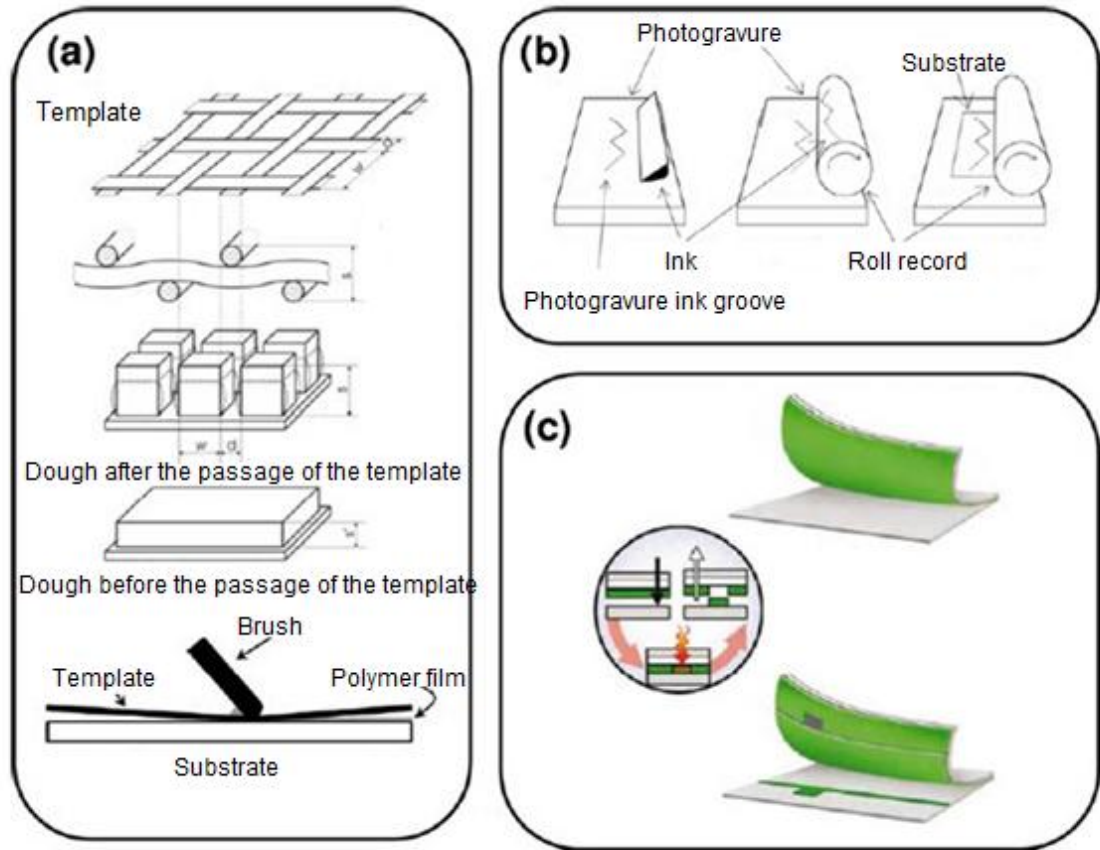 (a)
Template
w
d
s
s
w
d
Dough after the passage of the template
Dough before the passage of the template
Brush
Template
Polymer film
Substrate
(b)
Photogravure
Substrate
Ink
Roll record
Photogravure ink groove
(c)